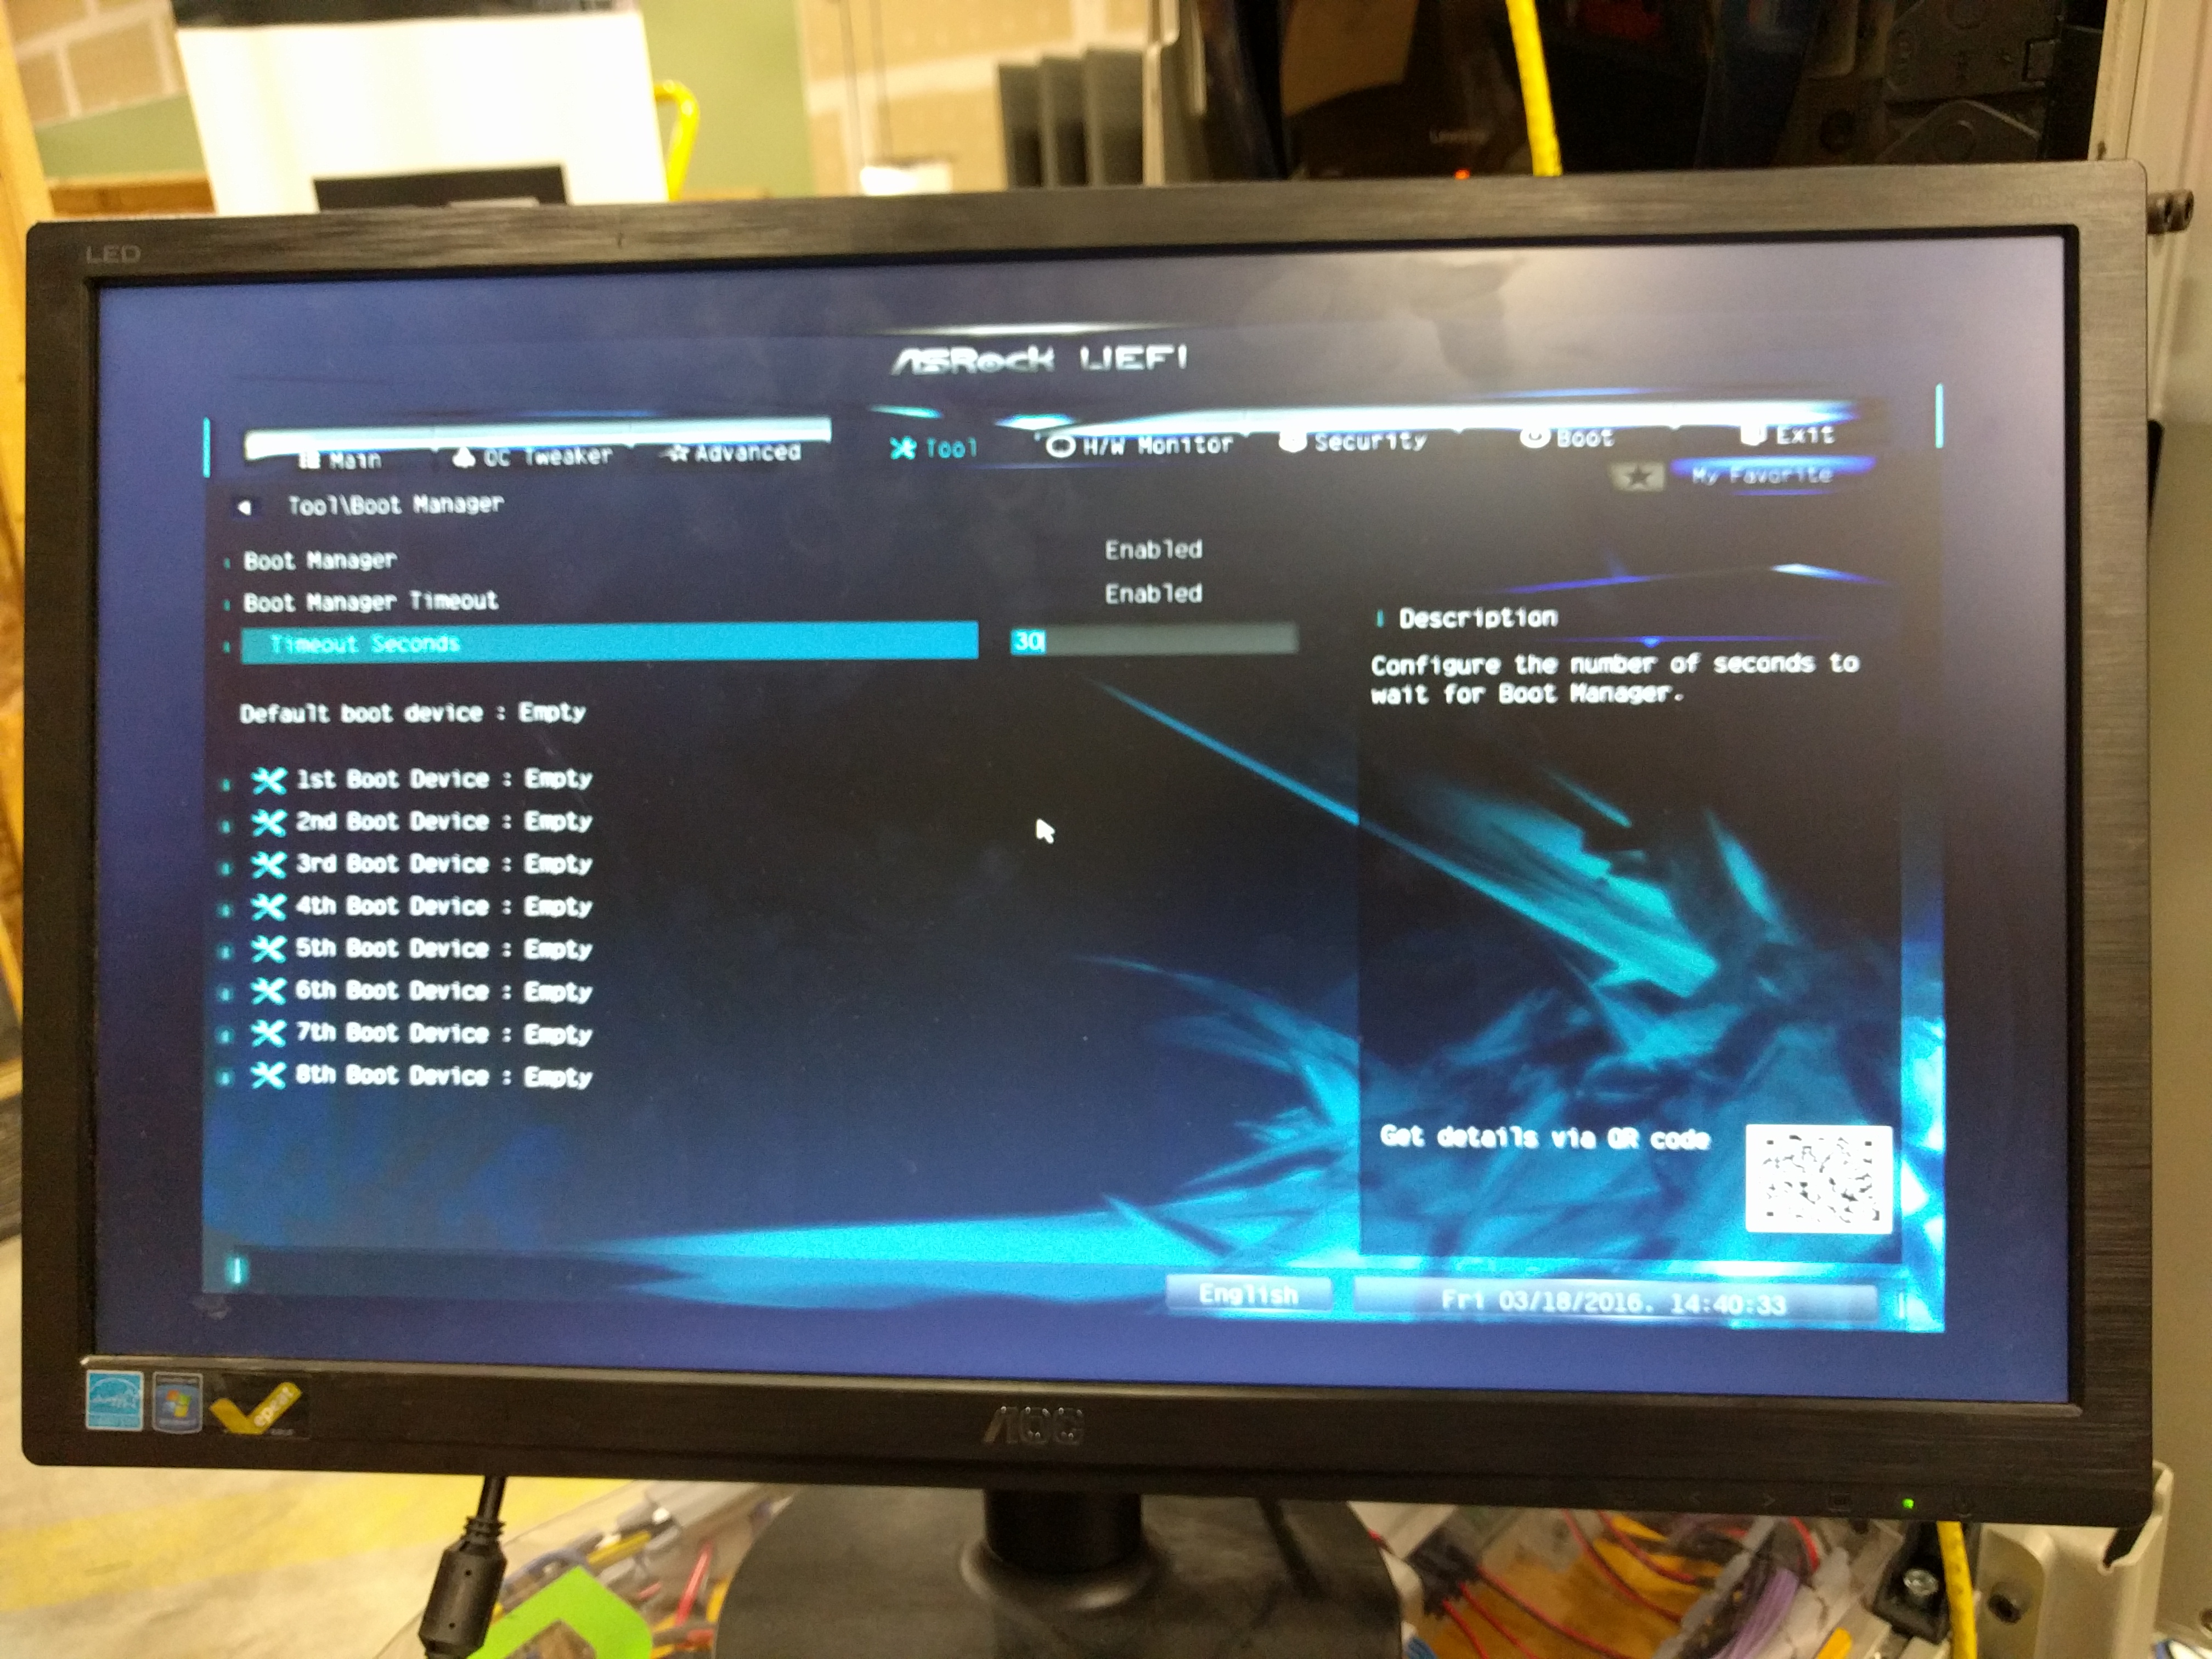 LED
ASRock UEFI
Main OC Tweaker Advanced Tool H/W Monitor Security Boot Exit
My Favorite
Tool\Boot Manager
Boot Manager Enabled
Boot Manager Timeout Enabled
Timeout Seconds 30
Description
Configure the number of seconds to
wait for Boot Manager.
Default boot device : Empty
1st Boot Device : Empty
2nd Boot Device : Empty
3rd Boot Device : Empty
4th Boot Device : Empty
5th Boot Device : Empty
6th Boot Device : Empty
7th Boot Device : Empty
8th Boot Device : Empty
Get details via QR code
English
Fri 03/18/2016. 14:40:33
epeat
AOC